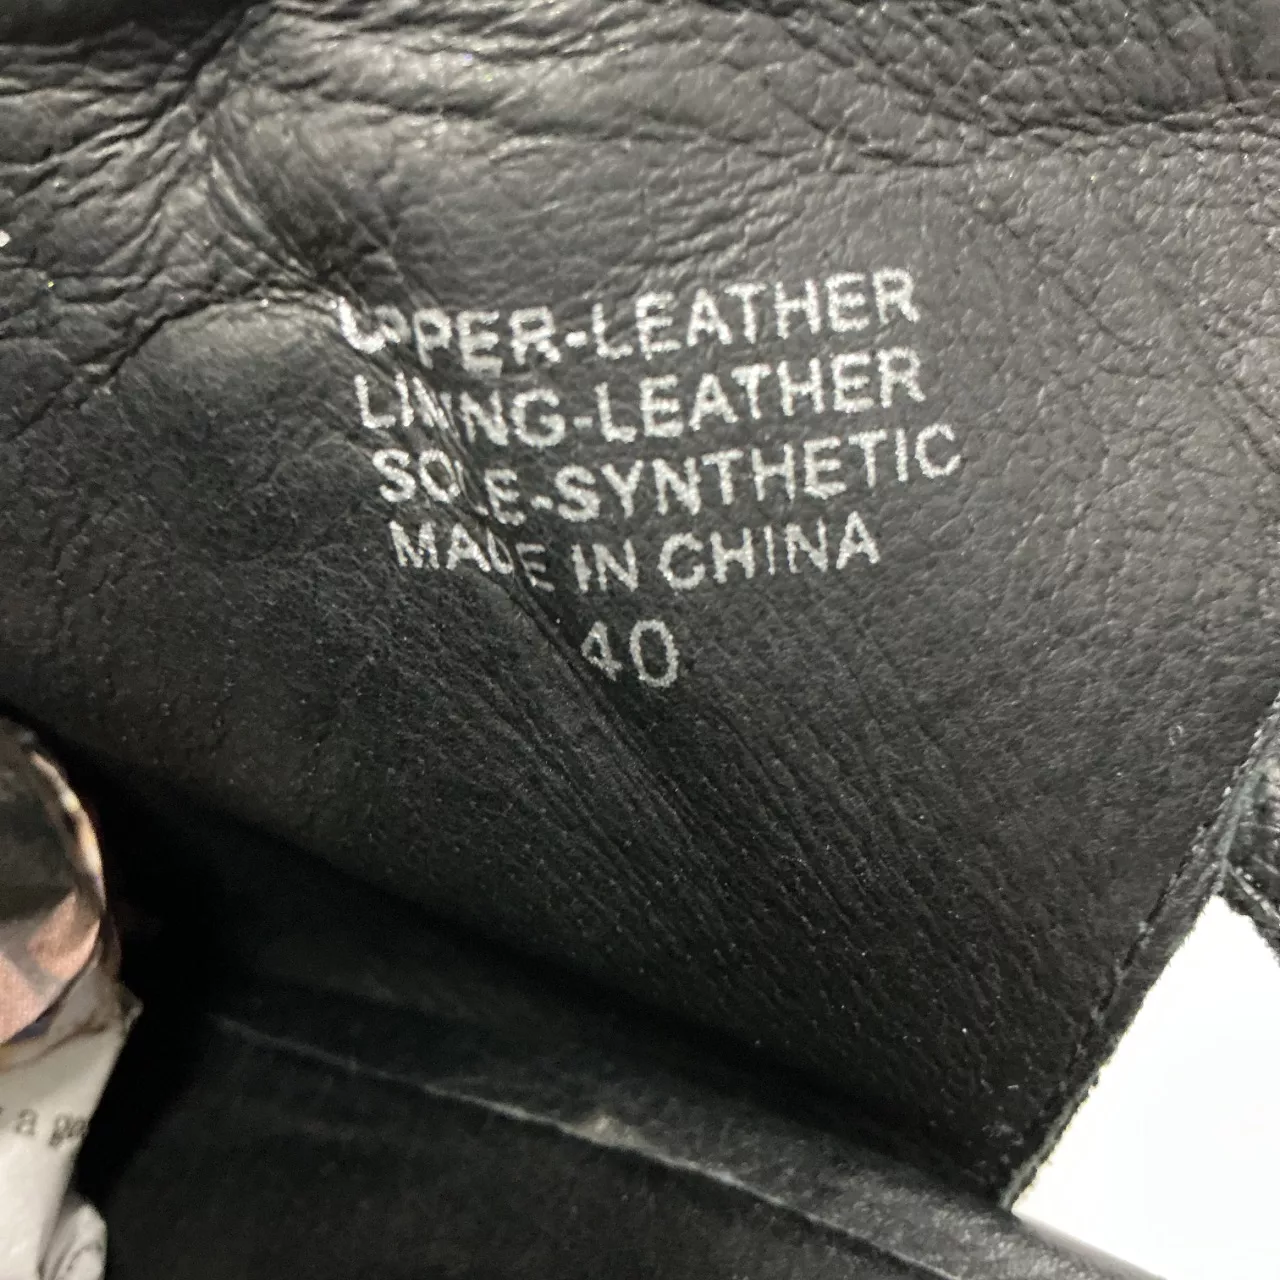 UPPER-LEATHER
LINING-LEATHER
SOLE-SYNTHETIC
MADE IN CHINA
40
a